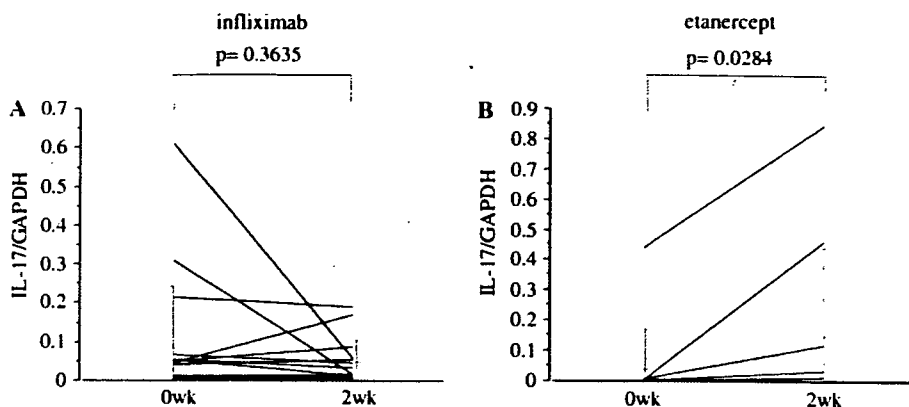 infliximab
p= 0.3635
A
0.7
0.6
0.5
0.4
0.3
0.2
0.1
0
IL-17/GAPDH
0wk
2wk
etanercept
p= 0.0284
B
0.9
0.8
0.7
0.6
0.5
0.4
0.3
0.2
0.1
0
IL-17/GAPDH
0wk
2wk